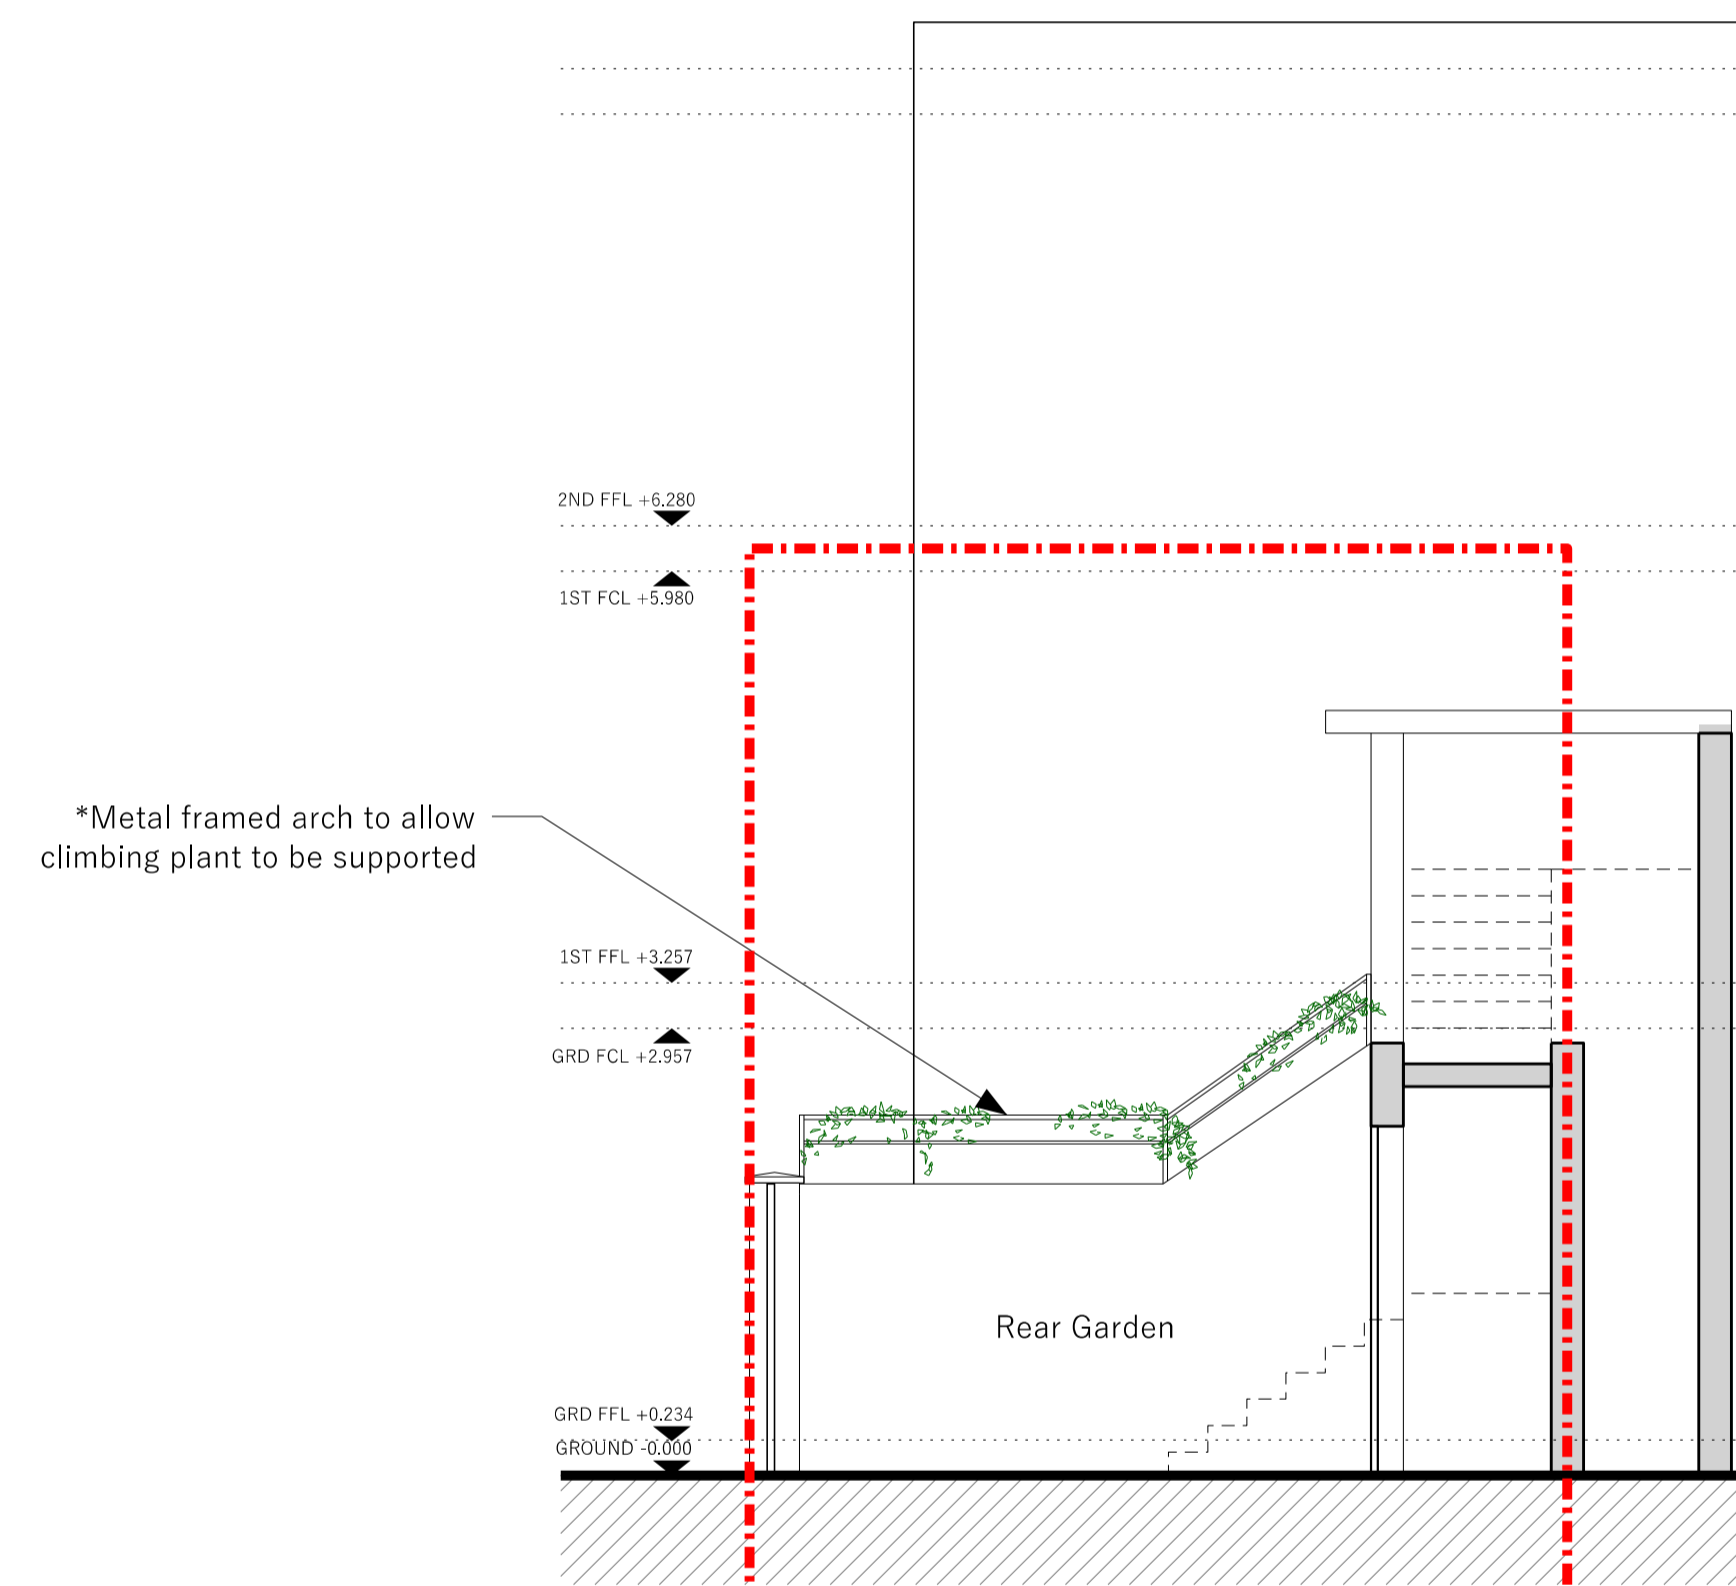 2ND FFL +6.280
1ST FCL +5.980
*Metal framed arch to allow
climbing plant to be supported
1ST FFL +3.257
GRD FCL +2.957
Rear Garden
GRD FFL +0.234
GROUND -0.000